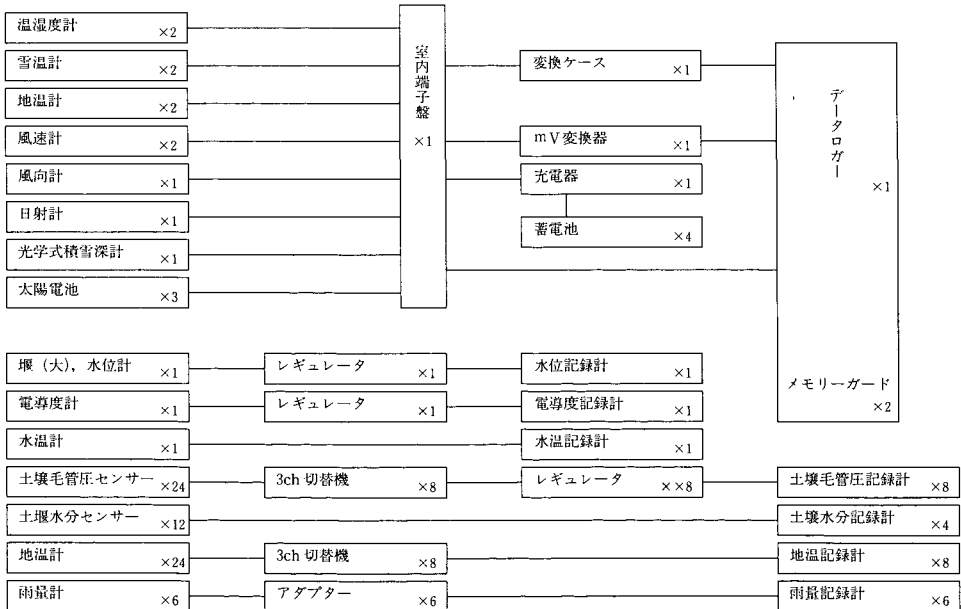 温湿度計 ×2
雪温計 ×2
地温計 ×2
風速計 ×2
風向計 ×1
日射計 ×1
光学式積雪深計 ×1
太陽電池 ×3
室内端子盤 ×1
変換ケース ×1
mV変換器 ×1
充電器 ×1
蓄電池 ×4
データロガー ×1
メモリーガード ×2
堰（大），水位計 ×1
レギュレータ ×1
水位記録計 ×1
電導度計 ×1
レギュレータ ×1
電導度記録計 ×1
水温計 ×1
水温記録計 ×1
土壌毛管圧センサー ×24
3ch 切替機 ×8
レギュレータ ××8
土壌毛管圧記録計 ×8
土堰水分センサー ×12
土壌水分記録計 ×4
地温計 ×24
3ch 切替機 ×8
地温記録計 ×8
雨量計 ×6
アダプター ×6
雨量記録計 ×6